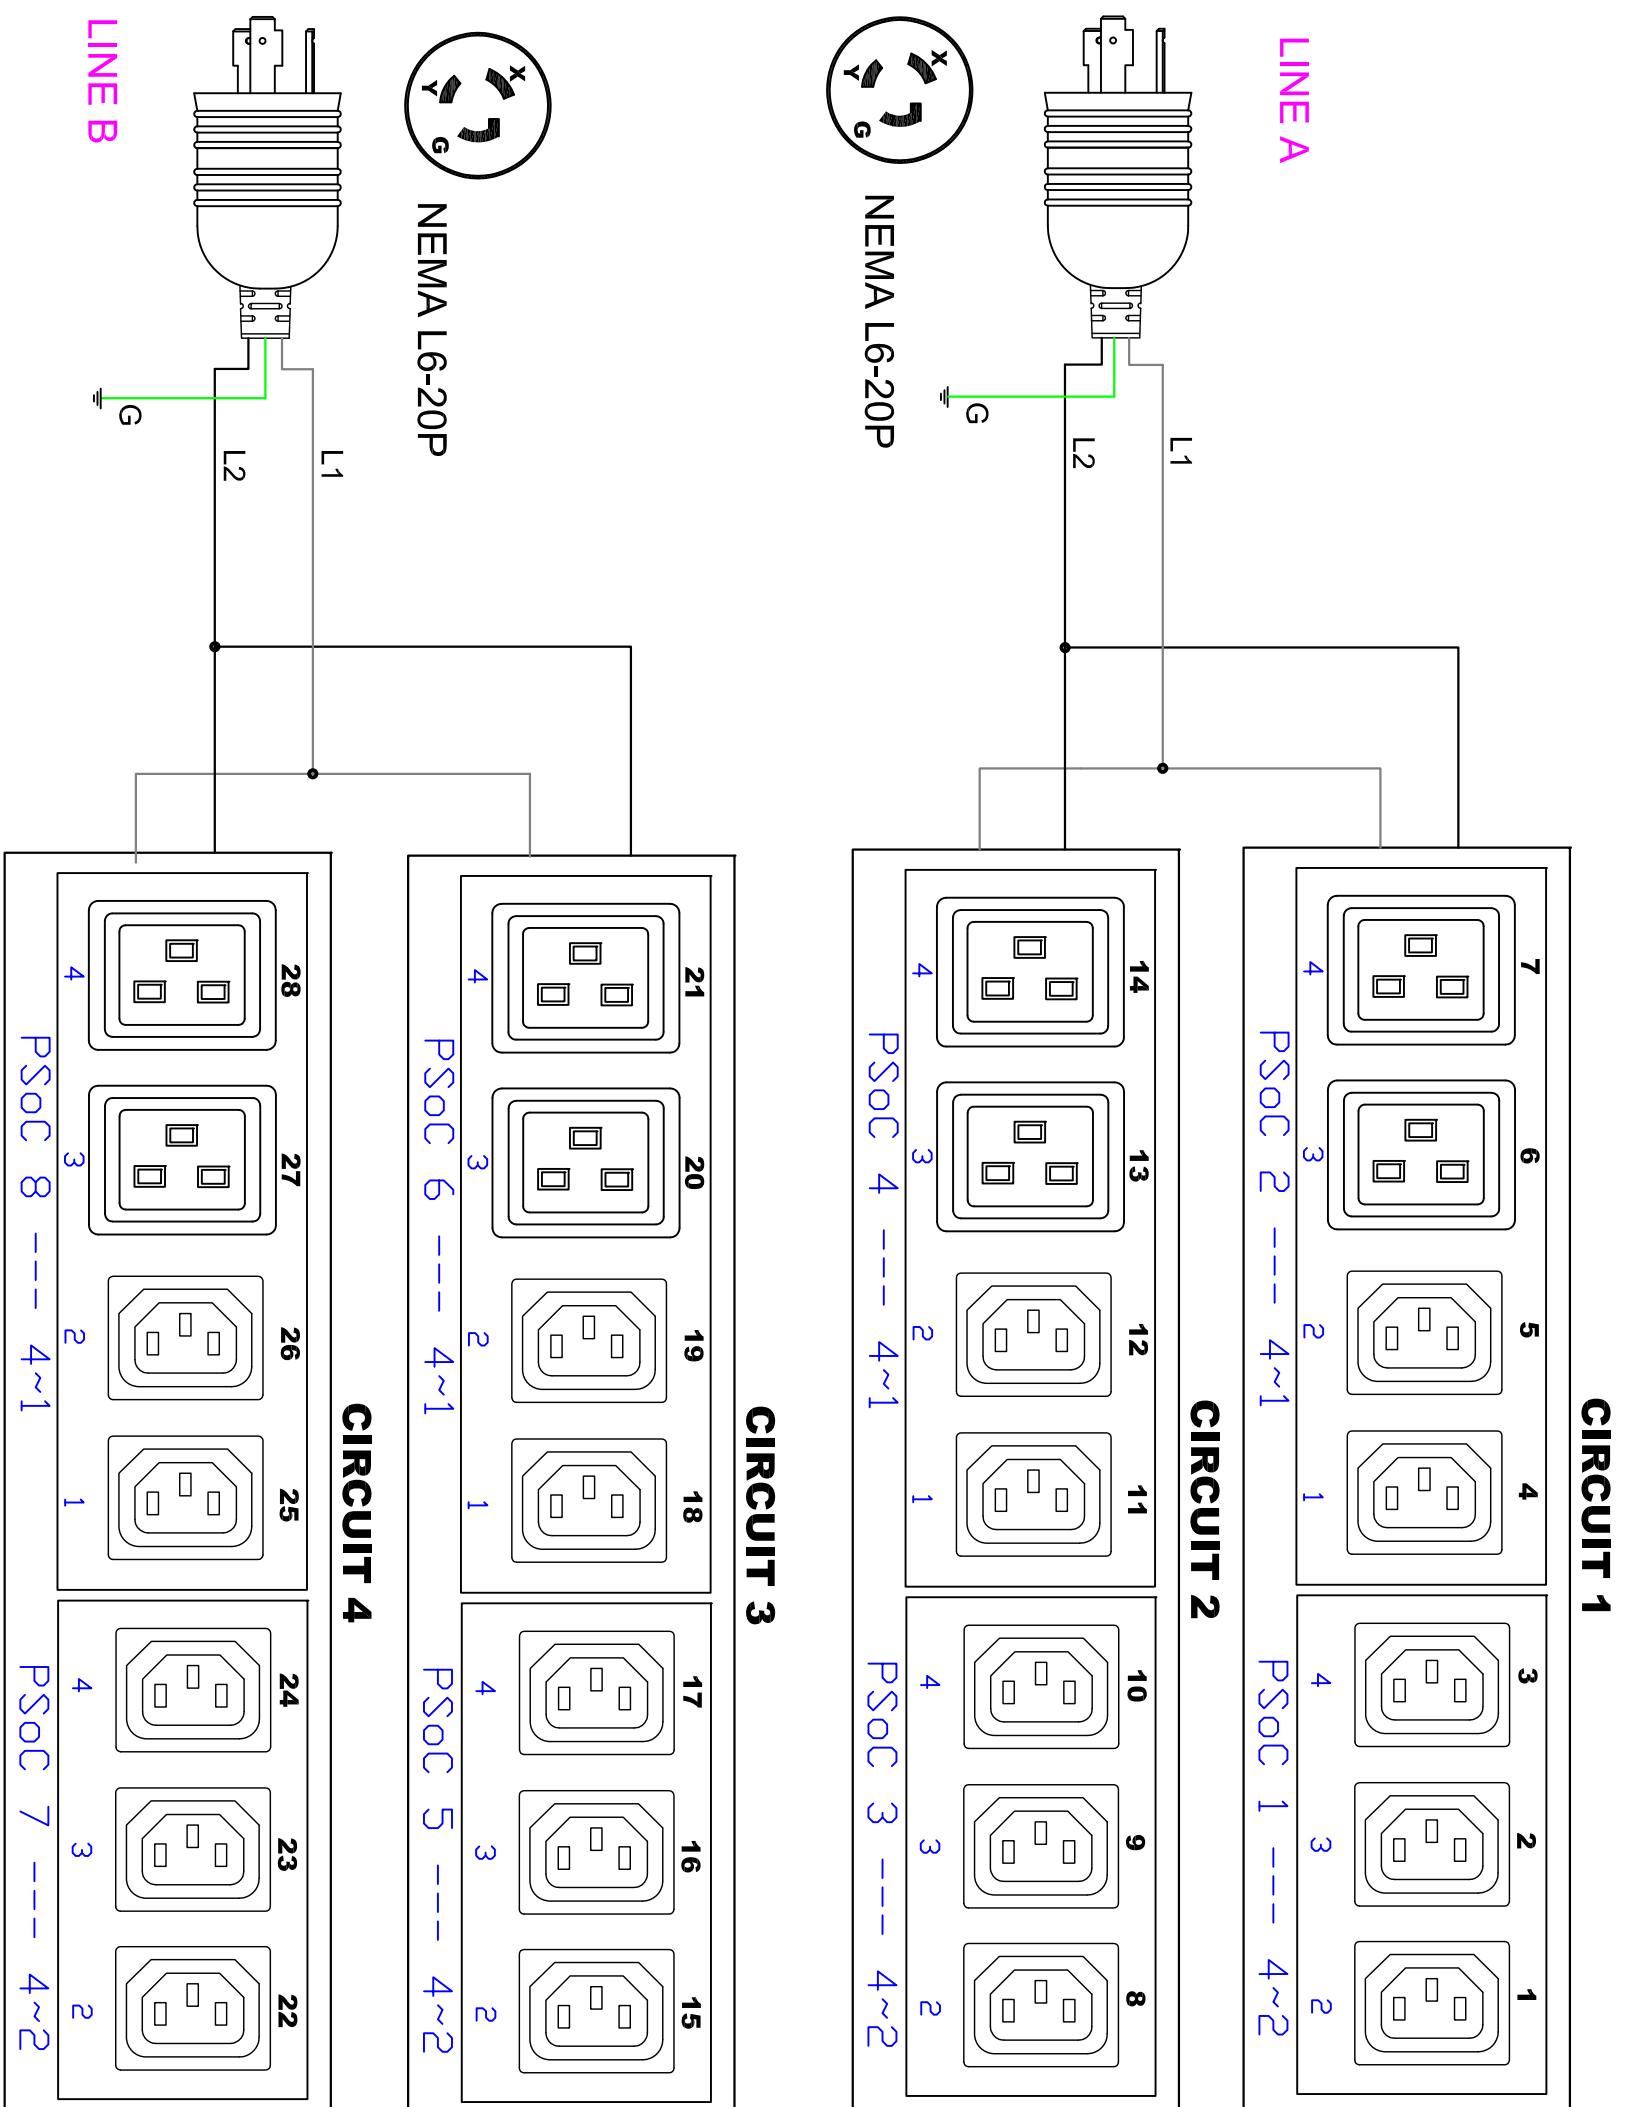 LINE A
X
Y
G
NEMA L6-20P
G
L1
L2
CIRCUIT 1
7 6 5 4 3 2 1
4 3 2 1 4 3 2
PSoC 2 --- 4~1 PSoC 1 --- 4~2
CIRCUIT 2
14 13 12 11 10 9 8
4 3 2 1 4 3 2
PSoC 4 --- 4~1 PSoC 3 --- 4~2
X
Y
G
NEMA L6-20P
LINE B
G
L1
L2
CIRCUIT 3
21 20 19 18 17 16 15
4 3 2 1 4 3 2
PSoC 6 --- 4~1 PSoC 5 --- 4~2
CIRCUIT 4
28 27 26 25 24 23 22
4 3 2 1 4 3 2
PSoC 8 --- 4~1 PSoC 7 --- 4~2